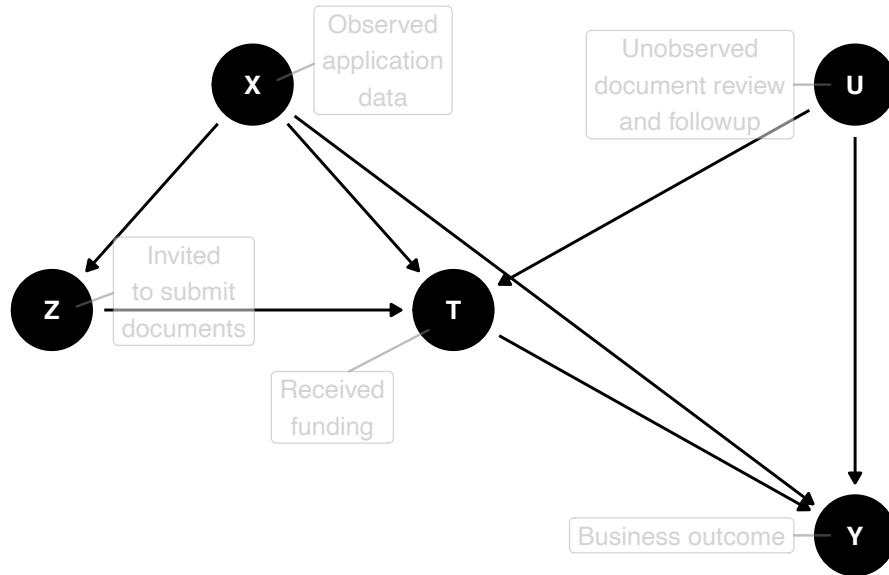 X
Observed
application
data
Unobserved
document review
and followup
U
Z
Invited
to submit
documents
T
Received
funding
Business outcome
Y